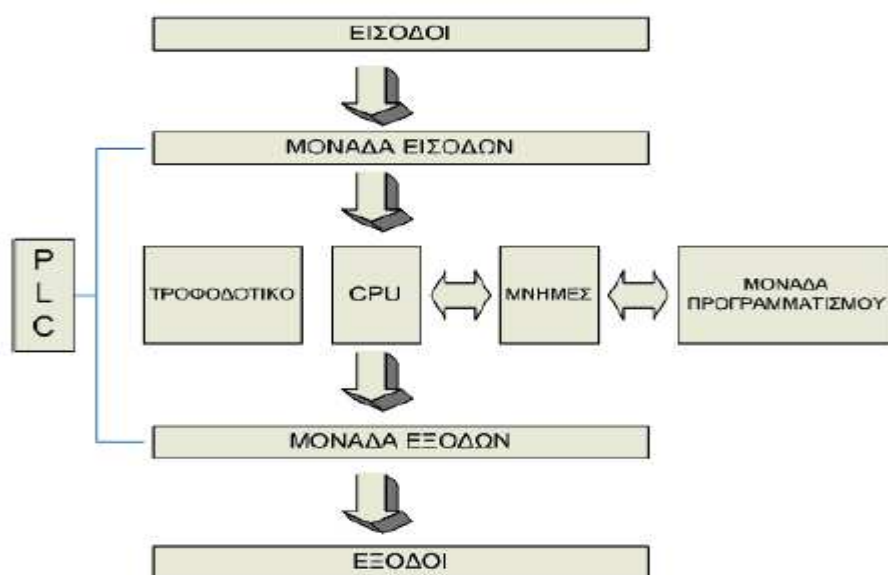 ΕΙΣΟΔΟΙ
ΜΟΝΑΔΑ ΕΙΣΟΔΩΝ
P
L
C
ΤΡΟΦΟΔΟΤΙΚΟ
CPU
ΜΝΗΜΕΣ
ΜΟΝΑΔΑ
ΠΡΟΓΡΑΜΜΑΤΙΣΜΟΥ
ΜΟΝΑΔΑ ΕΞΟΔΩΝ
ΕΞΟΔΟΙ